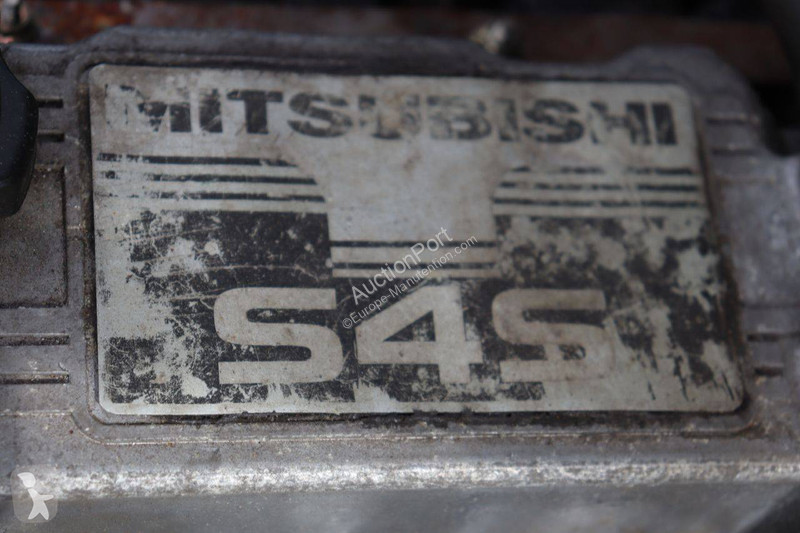 MITSUBISHI
AuctionPort
©Europe-Manutention.com
S4S